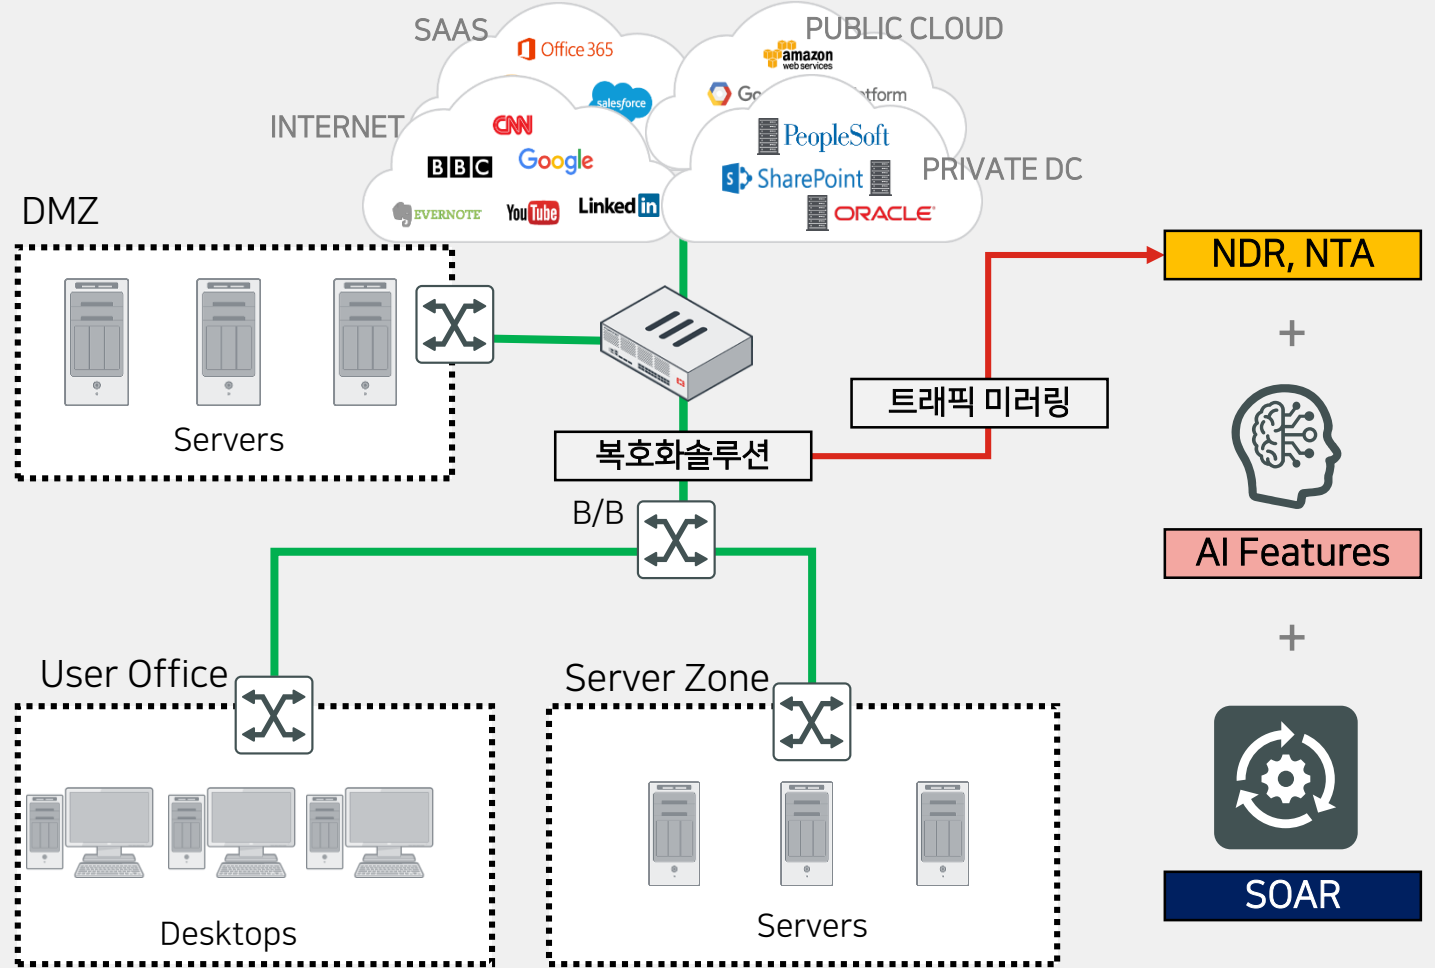 SAAS
PUBLIC CLOUD
Office 365
amazon
web services
salesforce
INTERNET
CNN
PeopleSoft
BBC
Google
SharePoint
PRIVATE DC
EVERNOTE
YouTube
Linked in
ORACLE
DMZ
NDR, NTA
+
트래픽 미러링
Servers
복호화솔루션
B/B
AI Features
+
User Office
Server Zone
SOAR
Desktops
Servers